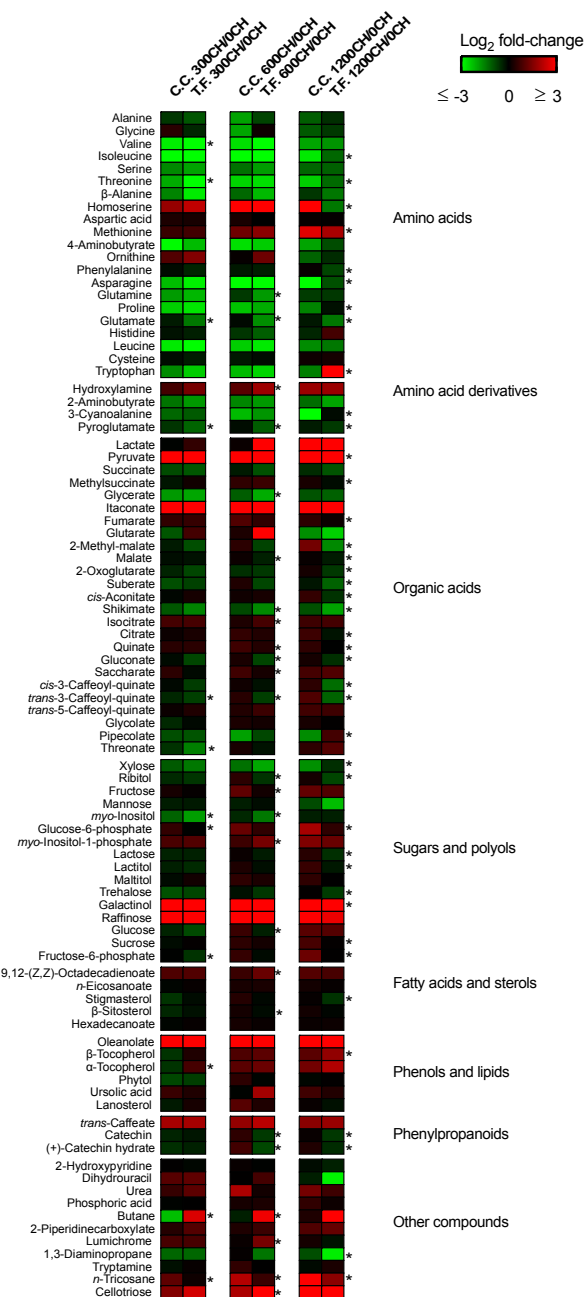 C.C. 300CH/0CH
T.F. 300CH/0CH
C.C. 600CH/0CH
T.F. 600CH/0CH
C.C. 1200CH/0CH
T.F. 1200CH/0CH
Log2 fold-change
≤ -3 0 ≥ 3
Alanine
Glycine
Valine *
Isoleucine *
Serine
Threonine * *
β-Alanine
Homoserine *
Aspartic acid
Amino acids
Methionine *
4-Aminobutyrate
Ornithine
Phenylalanine *
Asparagine *
Glutamine *
Proline *
Glutamate * * *
Histidine
Leucine
Cysteine
Tryptophan *
Hydroxylamine *
Amino acid derivatives
2-Aminobutyrate
3-Cyanoalanine *
Pyroglutamate * * *
Lactate
Pyruvate *
Succinate
Methylsuccinate *
Glycerate *
Itaconate
Fumarate *
Glutarate
2-Methyl-malate *
Malate * *
2-Oxoglutarate *
Suberate *
Organic acids
cis-Aconitate *
Shikimate * *
Isocitrate *
Citrate *
Quinate * *
Gluconate * *
Saccharate *
cis-3-Caffeoyl-quinate *
trans-3-Caffeoyl-quinate * * *
trans-5-Caffeoyl-quinate
Glycolate
Pipecolate *
Threonate *
Xylose *
Ribitol * *
Fructose *
Mannose
myo-Inositol * *
Glucose-6-phosphate * *
myo-Inositol-1-phosphate *
Sugars and polyols
Lactose *
Lactitol *
Maltitol
Trehalose *
Galactinol *
Raffinose
Glucose *
Sucrose *
Fructose-6-phosphate * *
9,12-(Z,Z)-Octadecadienoate *
Fatty acids and sterols
n-Eicosanoate
Stigmasterol *
β-Sitosterol *
Hexadecanoate
Oleanolate
β-Tocopherol *
α-Tocopherol *
Phenols and lipids
Phytol
Ursolic acid
Lanosterol
trans-Caffeate
Catechin * *
Phenylpropanoids
(+)-Catechin hydrate * *
2-Hydroxypyridine
Dihydrouracil
Urea
Phosphoric acid
Butane * *
Other compounds
2-Piperidinecarboxylate
Lumichrome *
1,3-Diaminopropane *
Tryptamine
n-Tricosane * * *
Cellotriose *